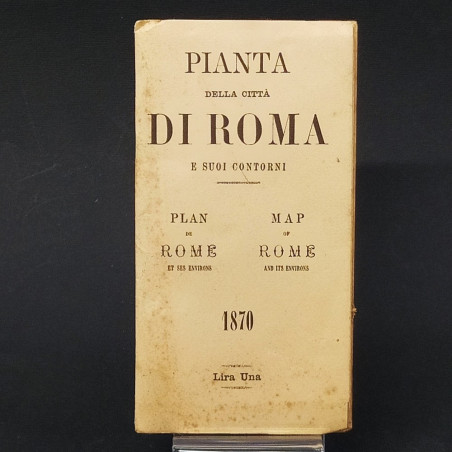 PIANTA
DELLA CITTÀ
DI ROMA
E SUOI CONTORNI
PLAN
DE
ROME
ET SES ENVIRONS
MAP
OF
ROME
AND ITS ENVIRONS
1870
Lira Una